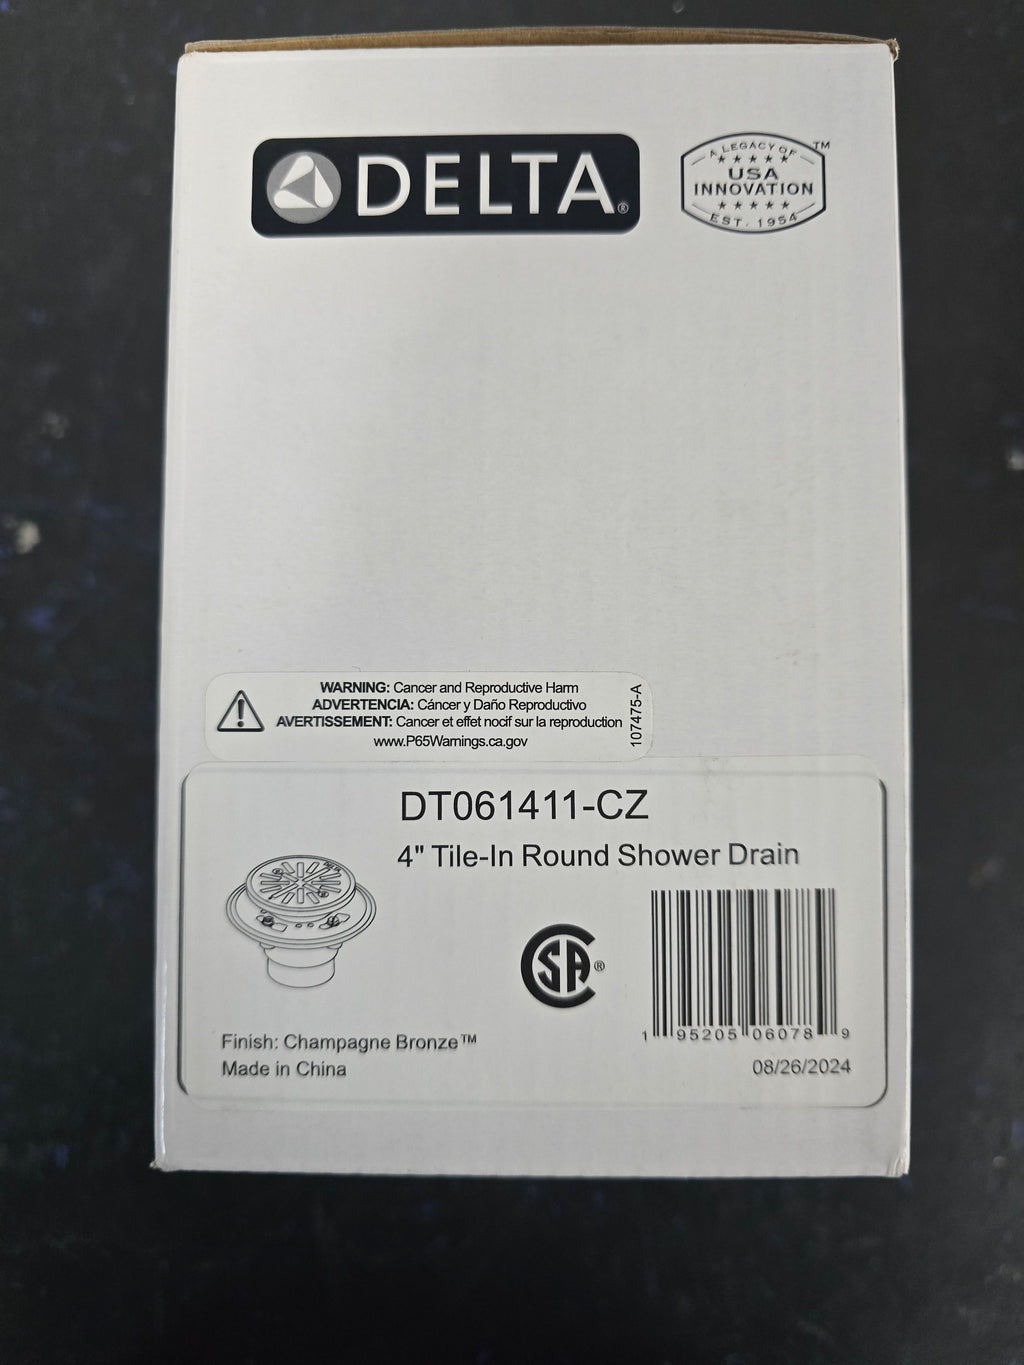 DELTA®
A LEGACY OF
USA
INNOVATION
EST. 1954
TM
WARNING: Cancer and Reproductive Harm
ADVERTENCIA: Cáncer y Daño Reproductivo
AVERTISSEMENT: Cancer et effet nocif sur la reproduction
www.P65Warnings.ca.gov
107475-A
DT061411-CZ
4" Tile-In Round Shower Drain
CSA®
1 95205 06078 9
Finish: Champagne Bronze™
Made in China
08/26/2024